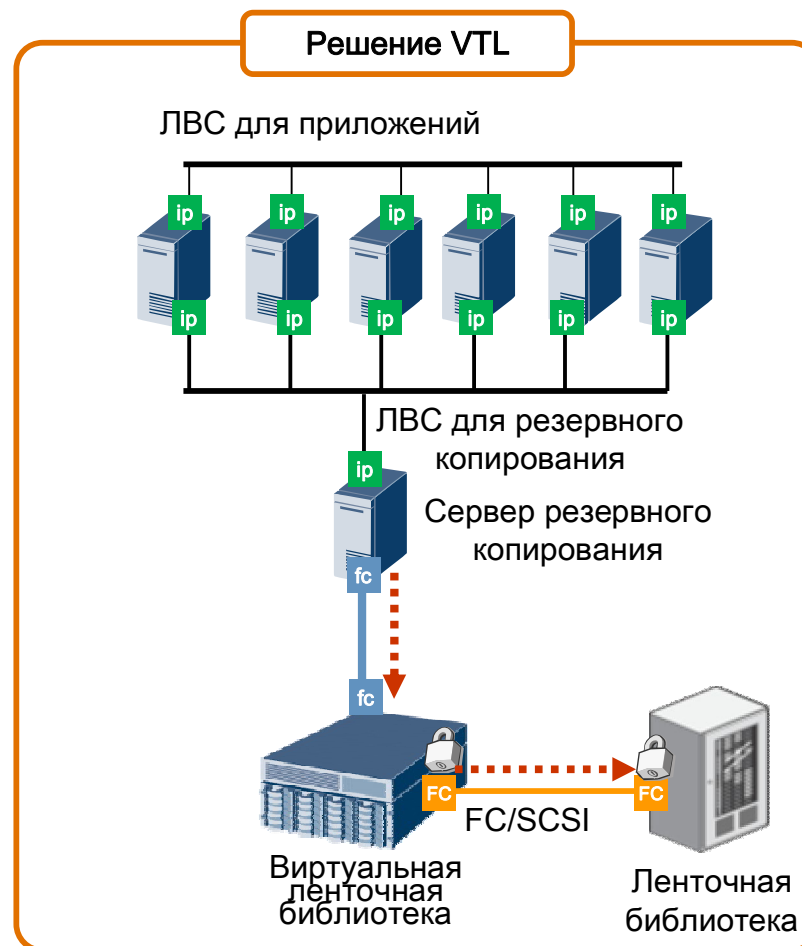 Решение VTL
ЛВС для приложений
ip ip ip ip ip ip
ip ip ip ip ip ip
ЛВС для резервного
копирования
ip
Сервер резервного
копирования
fc
fc
FC FC
FC/SCSI
Виртуальная
ленточная
библиотека
Ленточная
библиотека